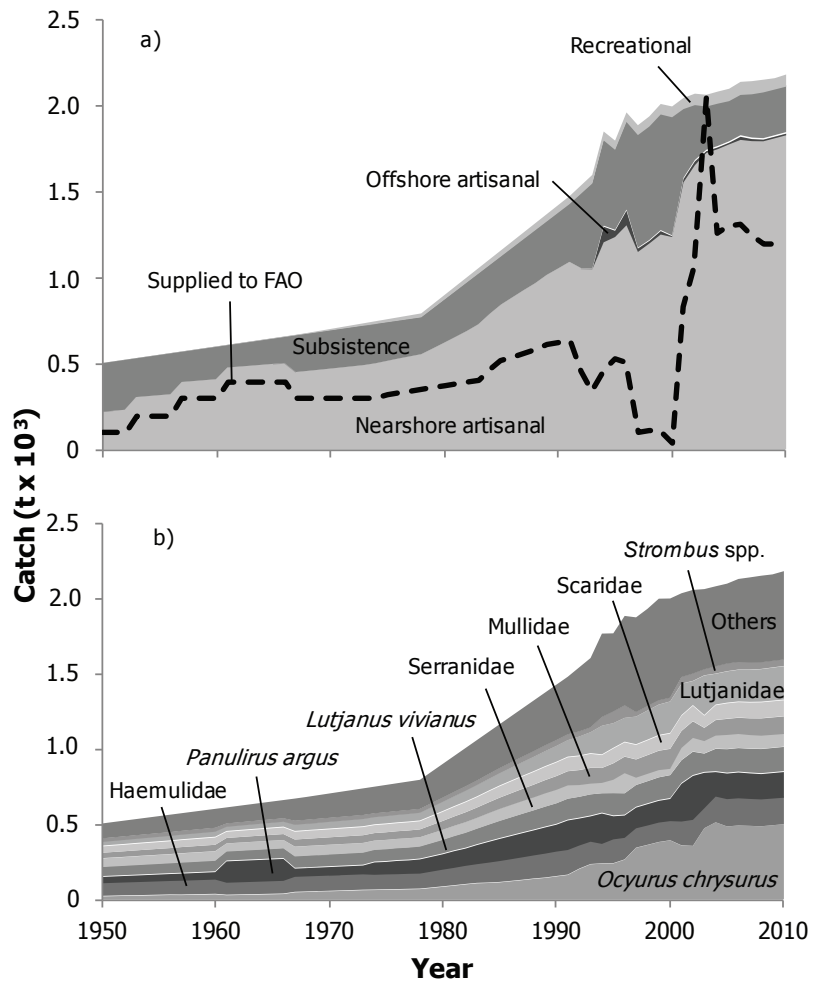 a)
2.5
2.0
1.5
1.0
0.5
0
Recreational
Offshore artisanal
Supplied to FAO
Subsistence
Nearshore artisanal
Catch (t x 10³)
b)
2.5
2.0
1.5
1.0
0.5
0
Strombus spp.
Scaridae
Others
Mullidae
Serranidae
Lutjanidae
Lutjanus vivianus
Panulirus argus
Haemulidae
Ocyurus chrysurus
1950 1960 1970 1980 1990 2000 2010
Year